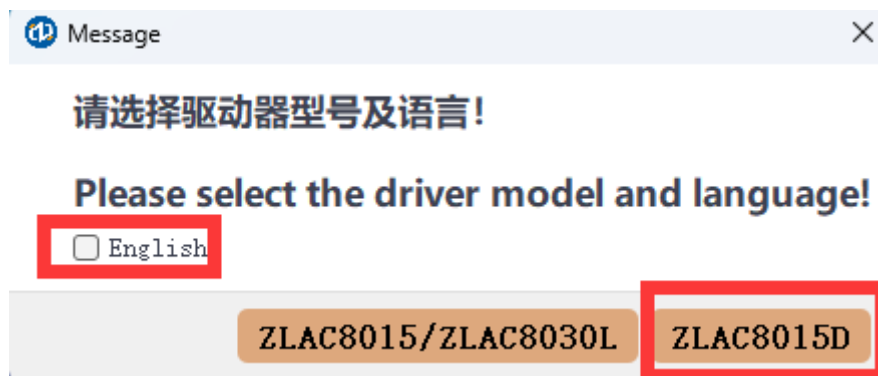 Message
请选择驱动器型号及语言!
Please select the driver model and language!
English
ZLAC8015/ZLAC8030L ZLAC8015D